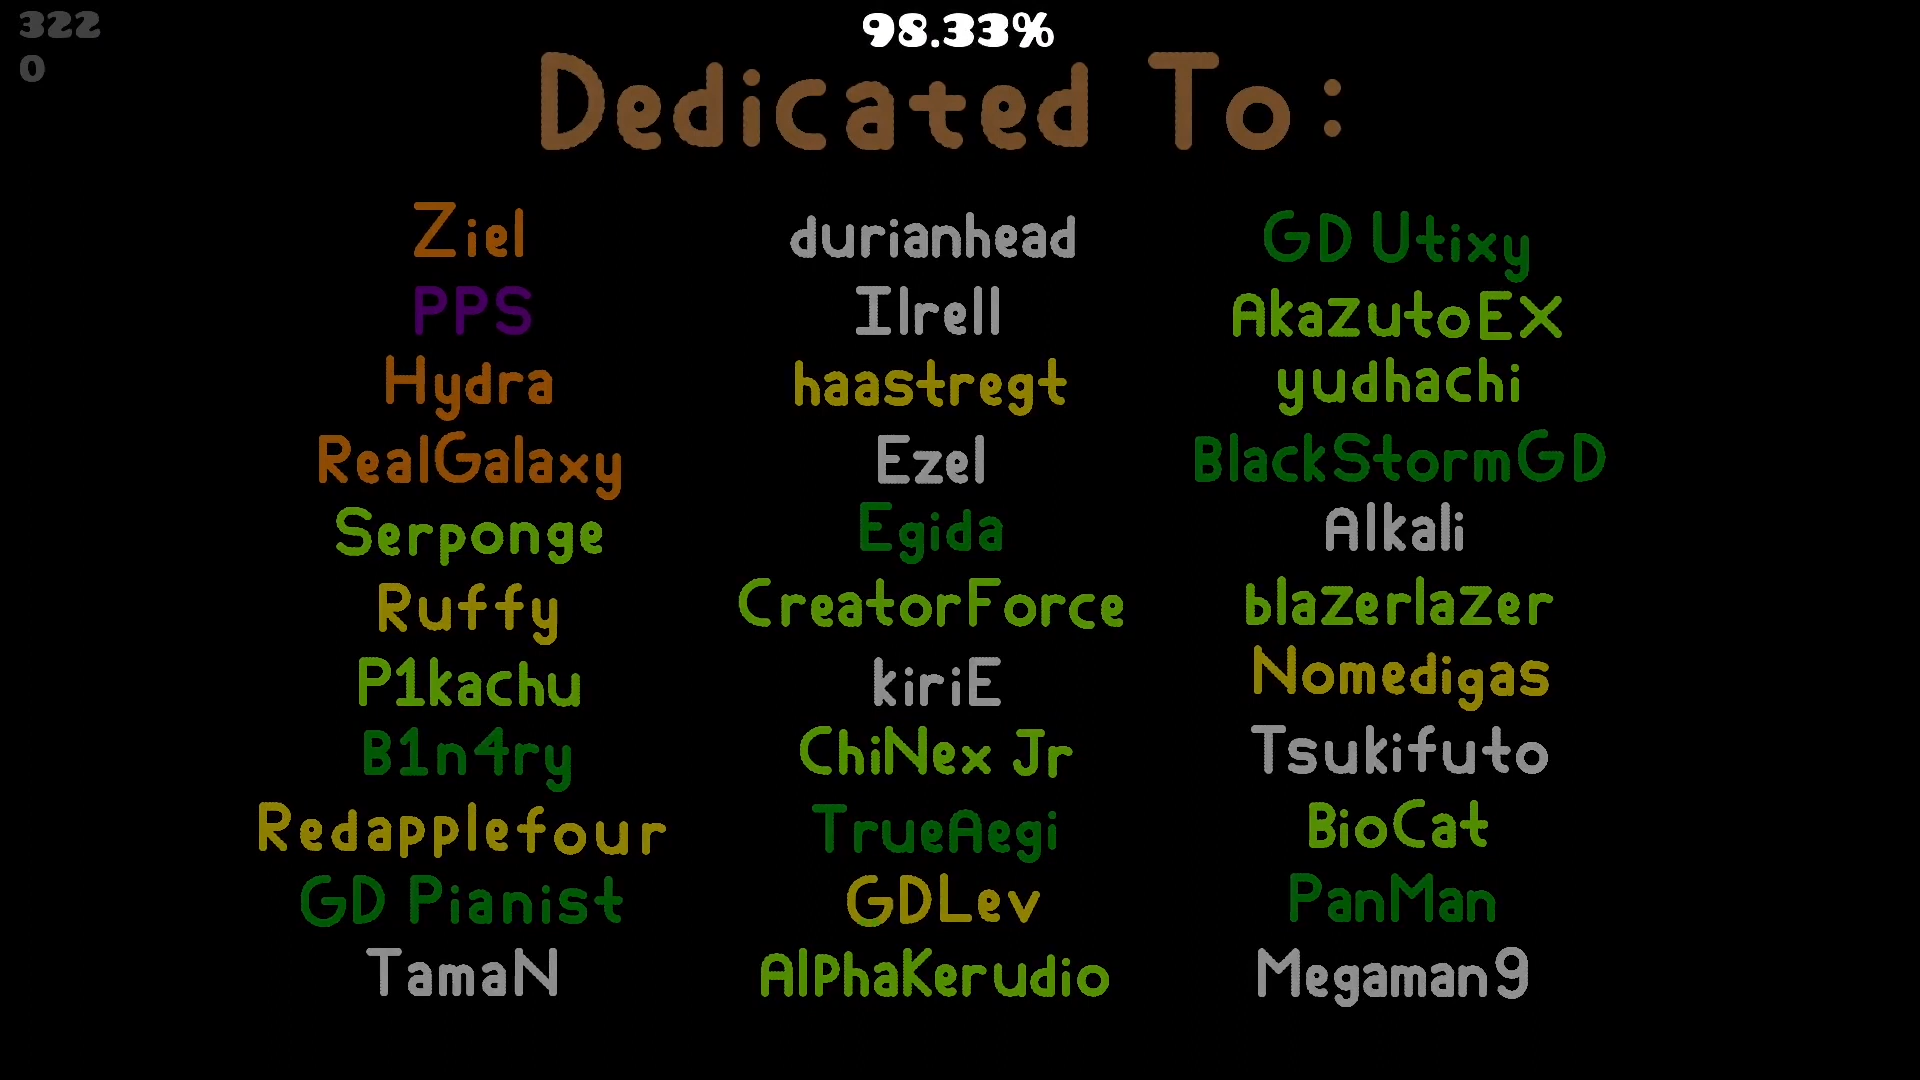 322
98.33%
0
Dedicated To:
Ziel
PPS
Hydra
RealGalaxy
Serponge
Ruffy
P1kachu
B1n4ry
Redapplefour
GD Pianist
TamaN
durianhead
Ilrell
haastregt
Ezel
Egida
CreatorForce
kiriE
ChiNex Jr
TrueAegi
GDLev
AlPhaKerudio
GD Utixy
AkazutoEX
yudhachi
BlackStormGD
Alkali
blazerlazer
Nomedigas
Tsukifuto
BioCat
PanMan
Megaman9